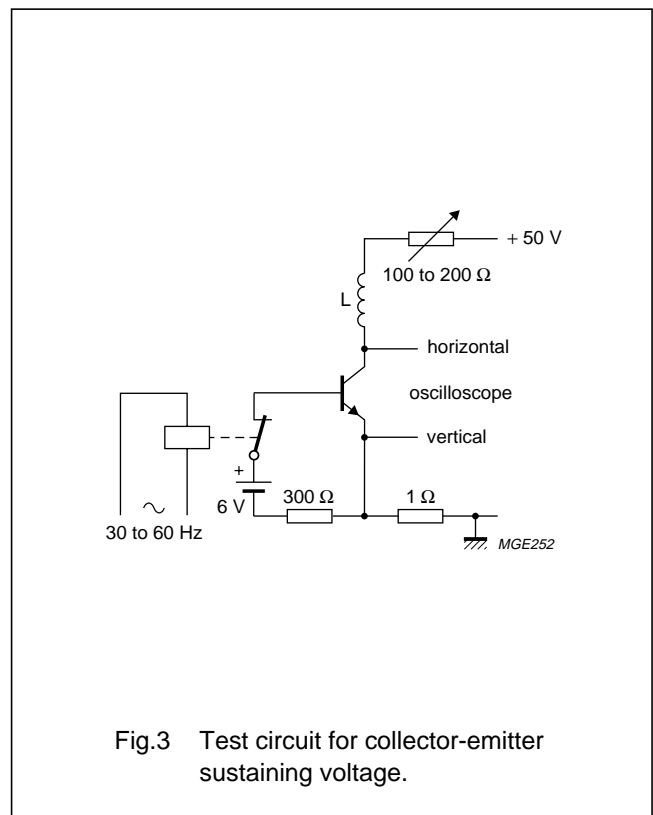 + 50 V
100 to 200 Ω
L
horizontal
oscilloscope
vertical
+
6 V
300 Ω
1 Ω
30 to 60 Hz
MGE252
Fig.3 Test circuit for collector-emitter
sustaining voltage.